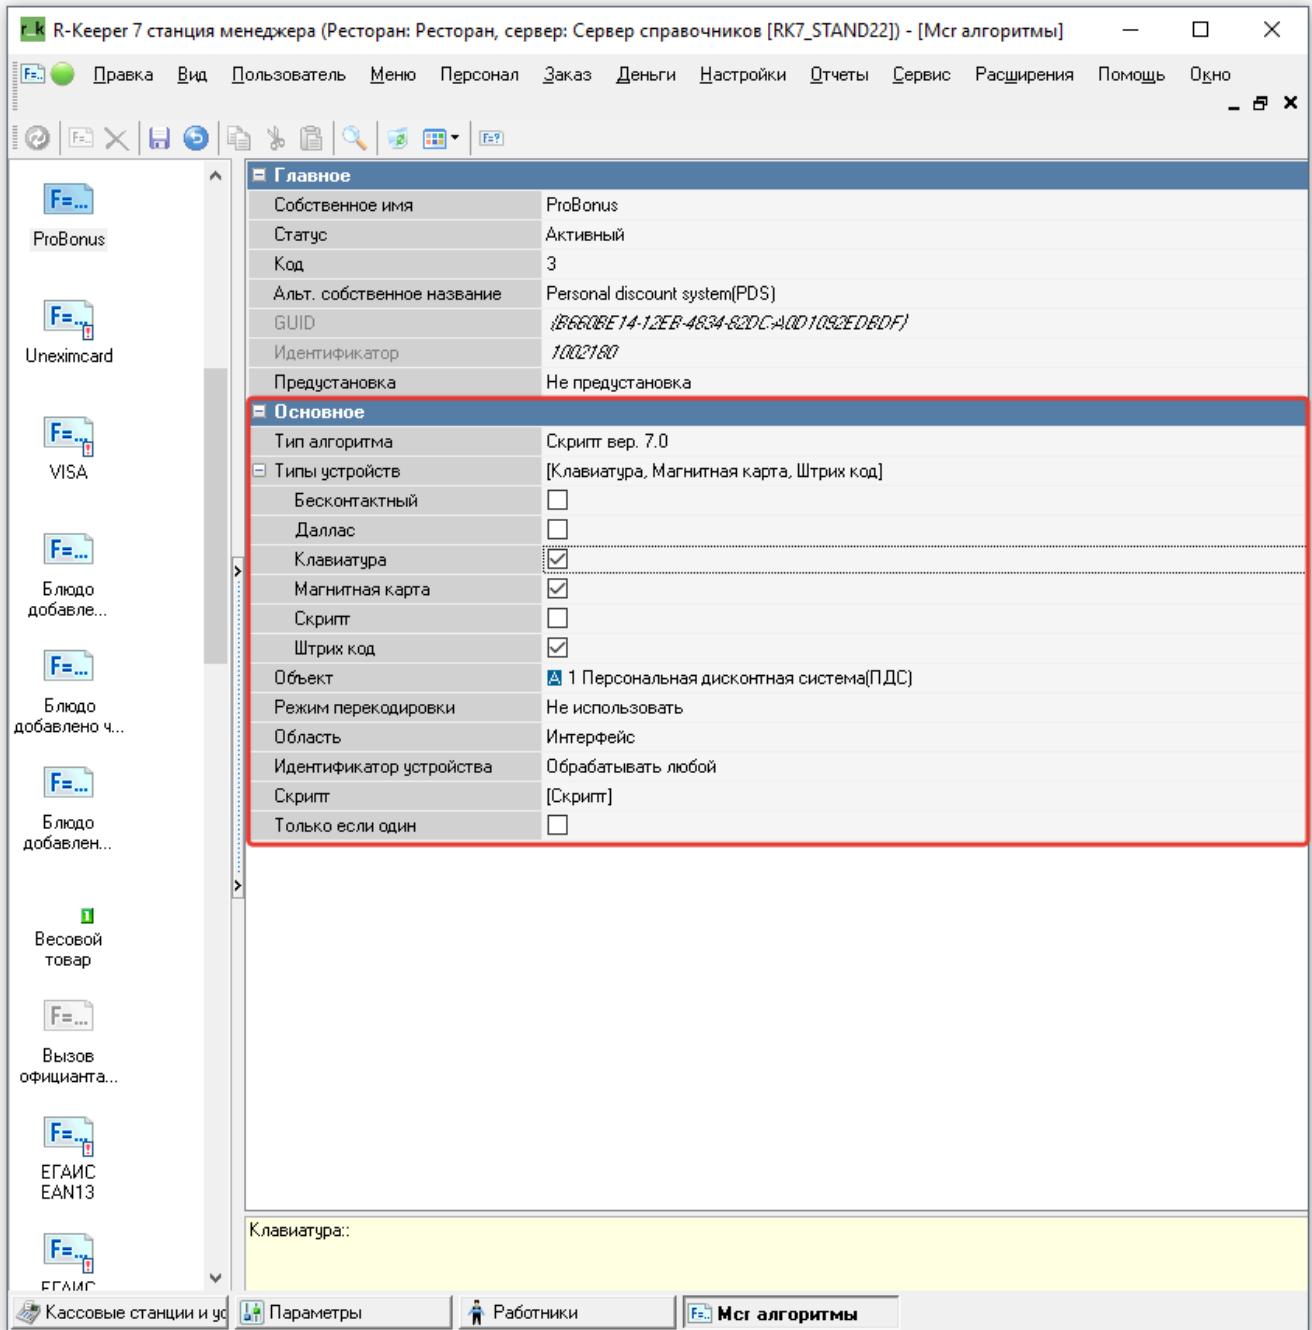 R-Keeper 7 станция менеджера (Ресторан: Ресторан, сервер: Сервер справочников [RK7_STAND22]) - [Мсr алгоритмы]
Правка Вид Пользователь Меню Персонал Заказ Деньги Настройки Отчеты Сервис Расширения Помощь Окно
ProBonus
Uneximcard
VISA
Блюдо
добавле...
Блюдо
добавлено ч...
Блюдо
добавлен...
Весовой
товар
Вызов
официанта...
ЕГАИС
EAN13
ЕГАИС
Главное
Собственное имя ProBonus
Статус Активный
Код 3
Альт. собственное название Personal discount system(PDS)
GUID {B660BE14-12EB-4834-82DC-A0D1092EDBDF}
Идентификатор 1002180
Предустановка Не предустановка
Основное
Тип алгоритма Скрипт вер. 7.0
Типы устройств [Клавиатура, Магнитная карта, Штрих код]
Бесконтактный
Даллас
Клавиатура
Магнитная карта
Скрипт
Штрих код
Объект 1 Персональная дисконтная система(ПДС)
Режим перекодировки Не использовать
Область Интерфейс
Идентификатор устройства Обрабатывать любой
Скрипт [Скрипт]
Только если один
Клавиатура::
Кассовые станции и ус Параметры Работники Мсr алгоритмы